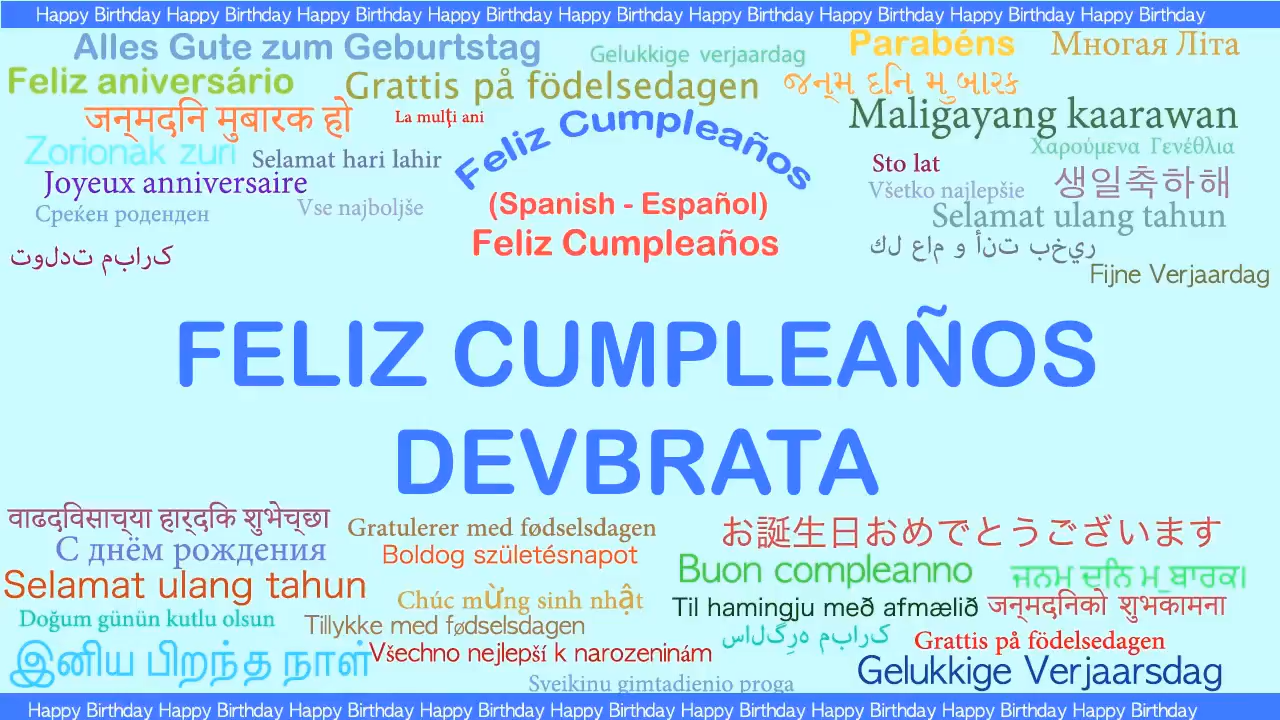 Happy Birthday Happy Birthday Happy Birthday Happy Birthday Happy Birthday Happy Birthday Happy Birthday Happy Birthday Happy Birthday
Alles Gute zum Geburtstag
Gelukkige verjaardag
Parabéns
Многая Літа
Feliz aniversário
Grattis på födelsedagen
જન્મ દિન મુબારક
जन्मदिन मुबारक हो
La mulţi ani
Feliz Cumpleaños
Maligayang kaarawan
Zorionak zuri
Selamat hari lahir
Sto lat
Χαρούμενα Γενέθλια
Joyeux anniversaire
(Spanish - Español)
Všetko najlepšie
생일축하해
Среќен роденден
Vse najboljše
Feliz Cumpleaños
Selamat ulang tahun
تولدت مبارک
كل عام و أنت بخير
Fijne Verjaardag
FELIZ CUMPLEAÑOS
DEVBRATA
वाढदिवसाच्या हार्दिक शुभेच्छा
Gratulerer med fødselsdagen
お誕生日おめでとうございます
С днём рождения
Boldog születésnapot
Buon compleanno
ਜਨਮ ਦਿਨ ਮੁਬਾਰਕ।
Selamat ulang tahun
Chúc mừng sinh nhật
Til hamingju með afmælið
जन्मदिनको शुभकामना
Doğum günün kutlu olsun
Tillykke med fødselsdagen
سالگرہ مبارک
Grattis på födelsedagen
இனிய பிறந்த நாள்
Všechno nejlepší k narozeninám
Gelukkige Verjaarsdag
Sveikinu gimtadienio proga
Happy Birthday Happy Birthday Happy Birthday Happy Birthday Happy Birthday Happy Birthday Happy Birthday Happy Birthday Happy Birthday